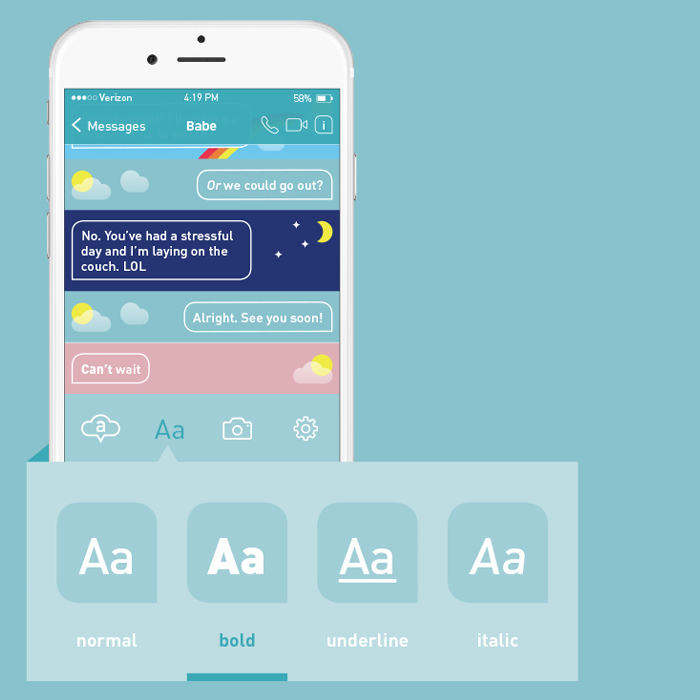 Verizon 4:19 PM 58%
Messages Babe i
Or we could go out?
No. You've had a stressful
day and I'm laying on the
couch. LOL
Alright. See you soon!
Can't wait
a Aa
Aa Aa Aa Aa
normal bold underline italic